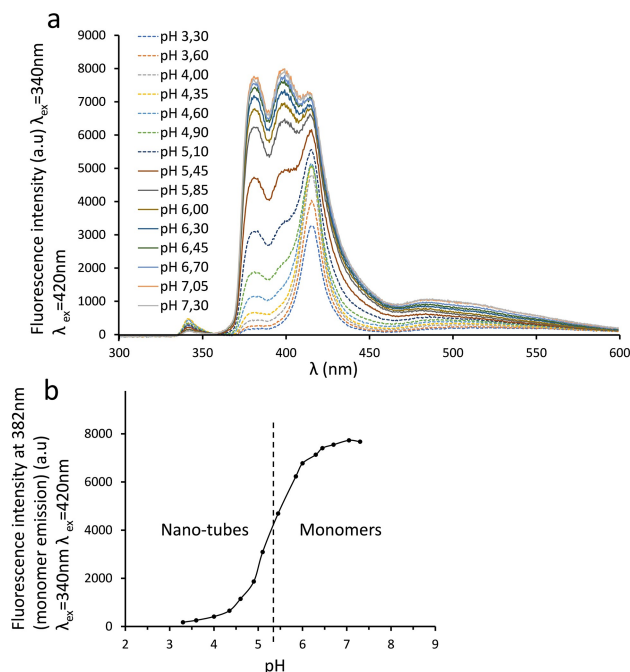 a
Fluorescence intensity (a.u) λex=340nm
λ ex=420nm
9000
8000
7000
6000
5000
4000
3000
2000
1000
0
pH 3,30
pH 3,60
pH 4,00
pH 4,35
pH 4,60
pH 4,90
pH 5,10
pH 5,45
pH 5,85
pH 6,00
pH 6,30
pH 6,45
pH 6,70
pH 7,05
pH 7,30
300 350 400 450 500 550 600
λ (nm)
b
Fluorescence intensity at 382nm
(monomer emission) (a.u)
λex=340nm λ ex=420nm
8000
6000
4000
2000
0
Nano-tubes Monomers
2 3 4 5 6 7 8 9
pH